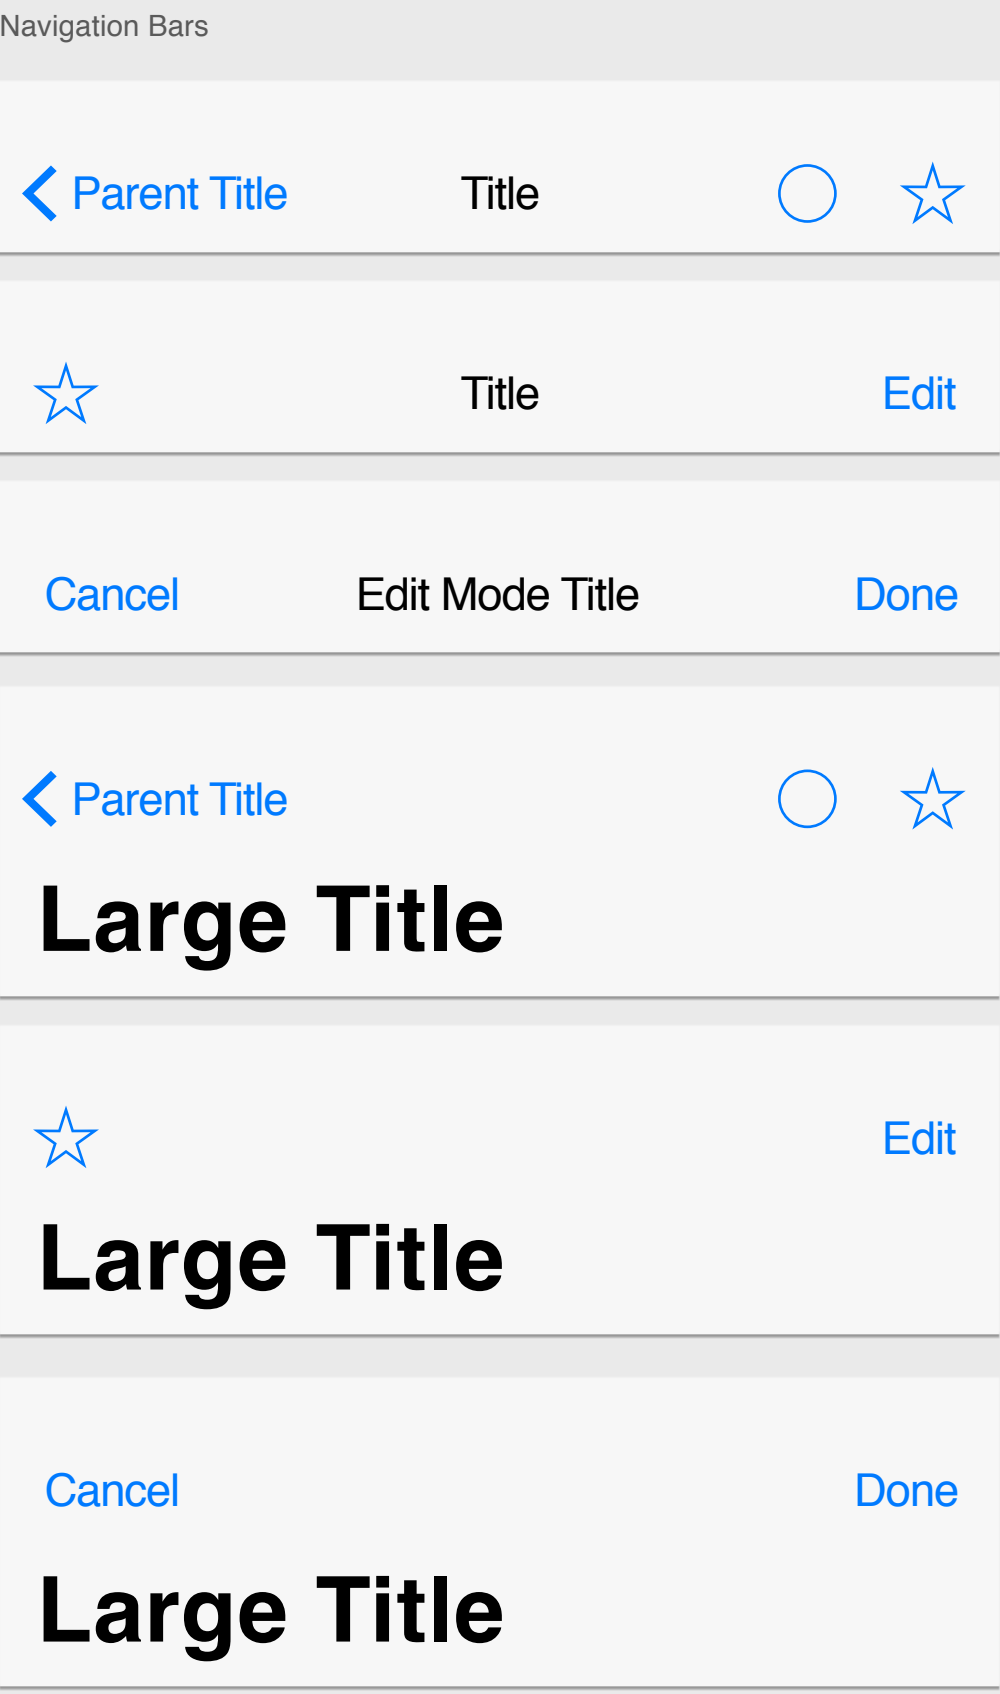 Navigation Bars
Parent Title Title
Title Edit
Cancel Edit Mode Title Done
Parent Title
Large Title
Edit
Large Title
Cancel Done
Large Title